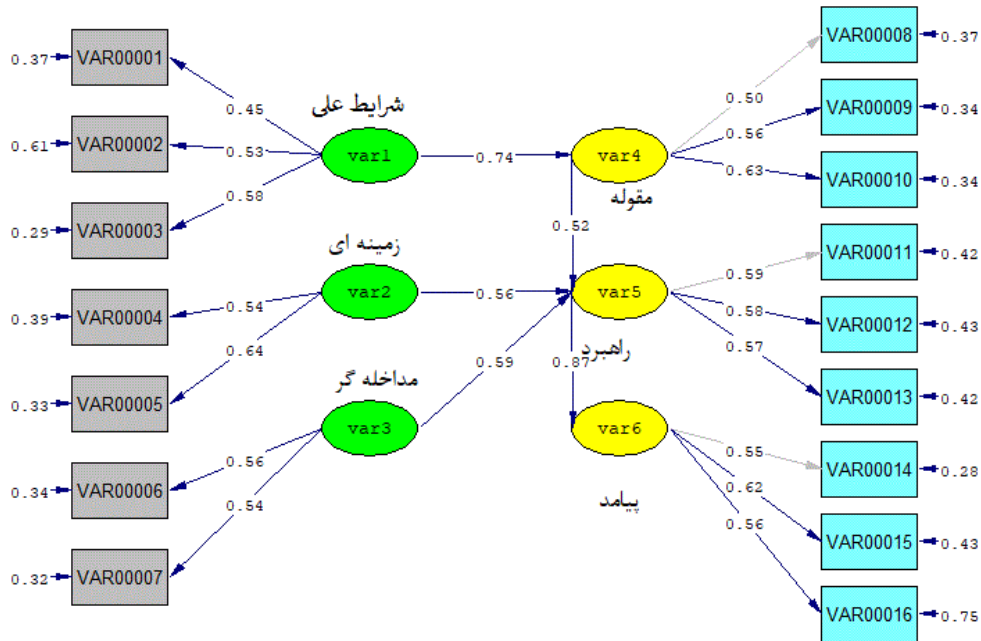 VAR00001
0.37
VAR00002
0.61
VAR00003
0.29
VAR00004
0.39
VAR00005
0.33
VAR00006
0.34
VAR00007
0.32
0.45
0.53
0.58
0.54
0.64
0.56
0.54
شرایط علی
var1
زمینه ای
var2
مداخله گر
var3
0.74
0.56
0.59
var4
مقوله
0.52
var5
راهبرد
0.87
var6
پیامد
0.50
0.56
0.63
0.59
0.58
0.57
0.55
0.62
0.56
VAR00008
0.37
VAR00009
0.34
VAR00010
0.34
VAR00011
0.42
VAR00012
0.43
VAR00013
0.42
VAR00014
0.28
VAR00015
0.43
VAR00016
0.75